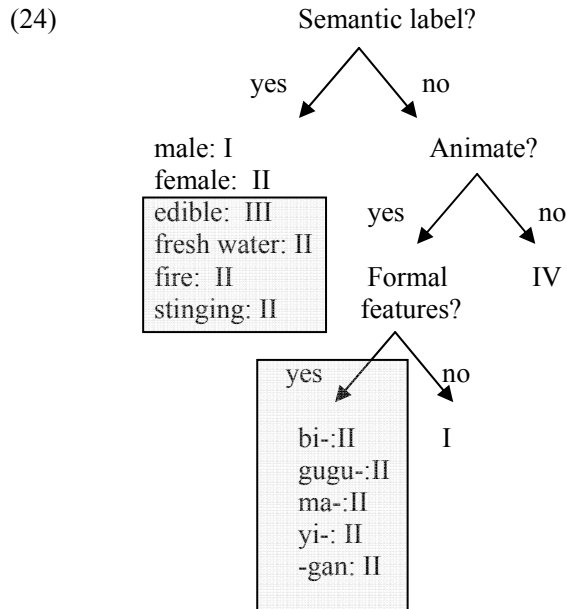 (24) Semantic label?
yes no
male: I Animate?
female: II
edible: III yes no
fresh water: II
fire: II Formal IV
stinging: II features?
yes no
bi-:II I
gugu-:II
ma-:II
yi-: II
-gan: II